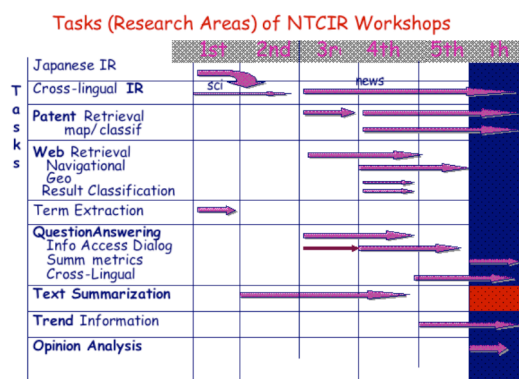 Tasks (Research Areas) of NTCIR Workshops
1st 2nd 3rd 4th 5th th
Tasks
Japanese IR
Cross-lingual IR
sci
news
Patent Retrieval
map/classif
Web Retrieval
Navigational
Geo
Result Classification
Term Extraction
QuestionAnswering
Info Access Dialog
Summ metrics
Cross-Lingual
Text Summarization
Trend Information
Opinion Analysis